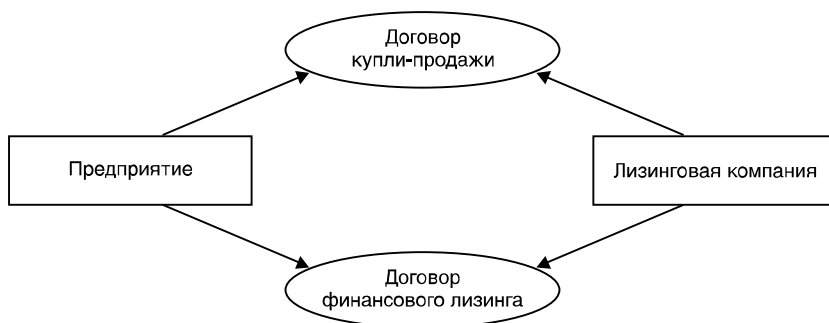 Договор
купли-продажи
Предприятие
Лизинговая компания
Договор
финансового лизинга